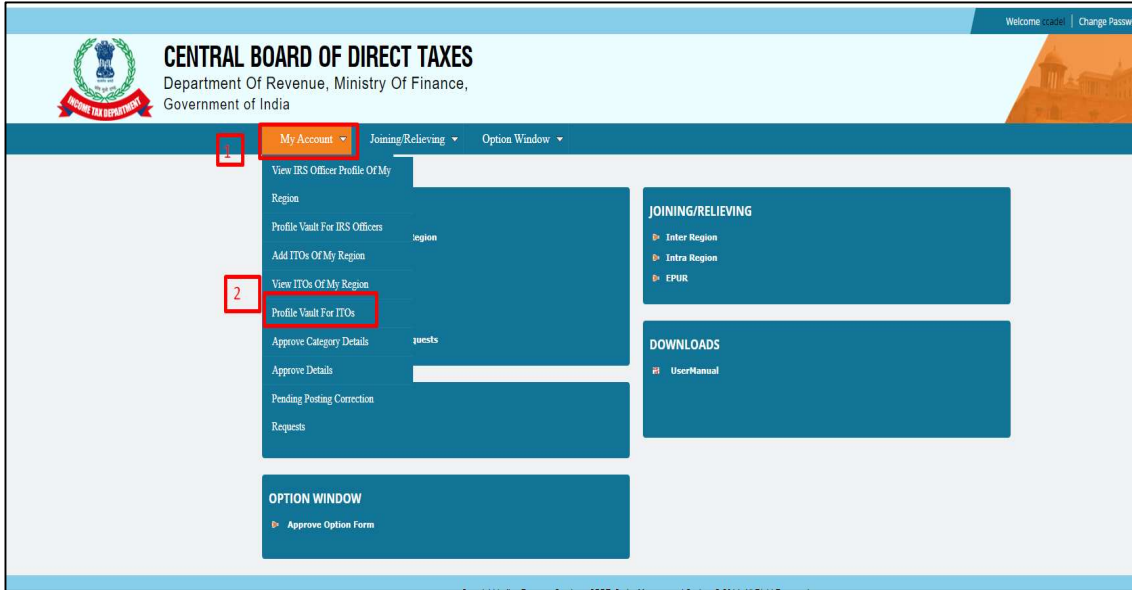 Welcome ccadel | Change Passw
CENTRAL BOARD OF DIRECT TAXES
Department Of Revenue, Ministry Of Finance,
Government of India
INCOME TAX DEPARTMENT
1
My Account
Joining/Relieving
Option Window
View IRS Officer Profile Of My
Region
Profile Vault For IRS Officers
Add ITOs Of My Region
View ITOs Of My Region
2
Profile Vault For ITOs
Approve Category Details
Approve Details
Pending Posting Correction
Requests
Region
quests
JOINING/RELIEVING
Inter Region
Intra Region
EPUR
DOWNLOADS
UserManual
OPTION WINDOW
Approve Option Form